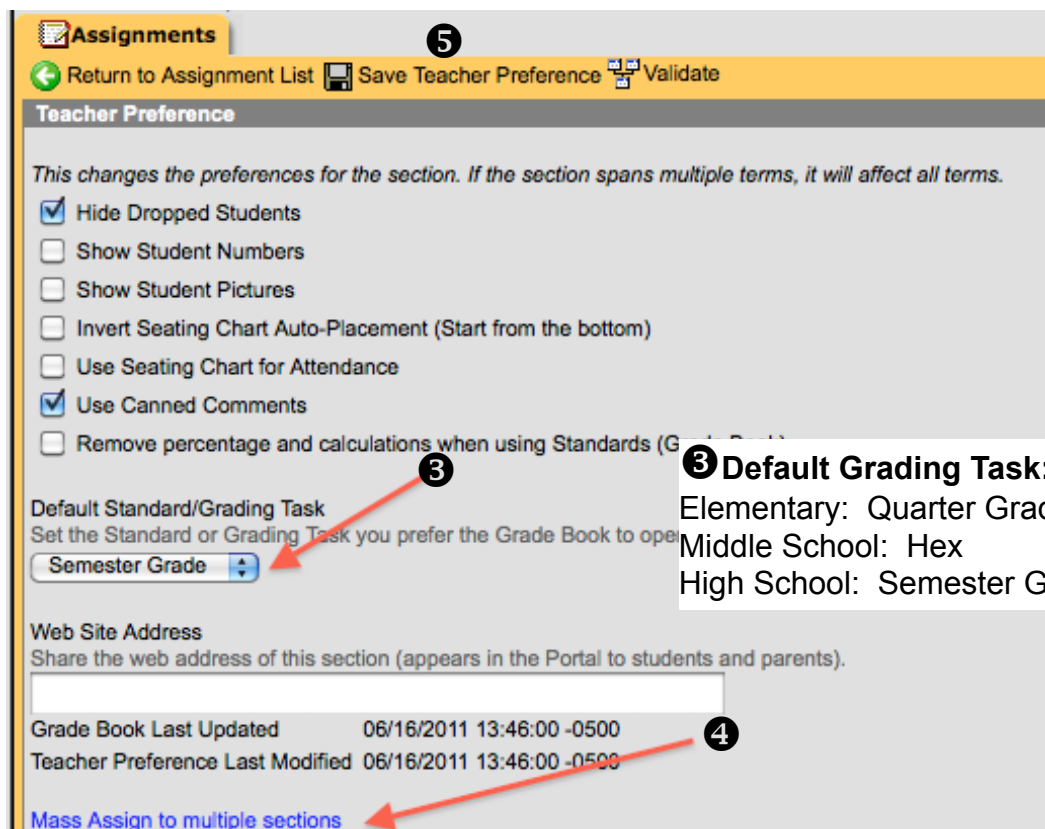 Assignments
❺
Return to Assignment List Save Teacher Preference Validate
Teacher Preference
This changes the preferences for the section. If the section spans multiple terms, it will affect all terms.
Hide Dropped Students
Show Student Numbers
Show Student Pictures
Invert Seating Chart Auto-Placement (Start from the bottom)
Use Seating Chart for Attendance
Use Canned Comments
Remove percentage and calculations when using Standards
❸
❸Default Grading Task:
Elementary: Quarter
Middle School: Hex
High School: Semester
Default Standard/Grading Task
Set the Standard or Grading Task you prefer the Grade Book to
Semester Grade
Web Site Address
Share the web address of this section (appears in the Portal to students and parents).
Grade Book Last Updated 06/16/2011 13:46:00 -0500
❹
Teacher Preference Last Modified 06/16/2011 13:46:00 -0500
Mass Assign to multiple sections